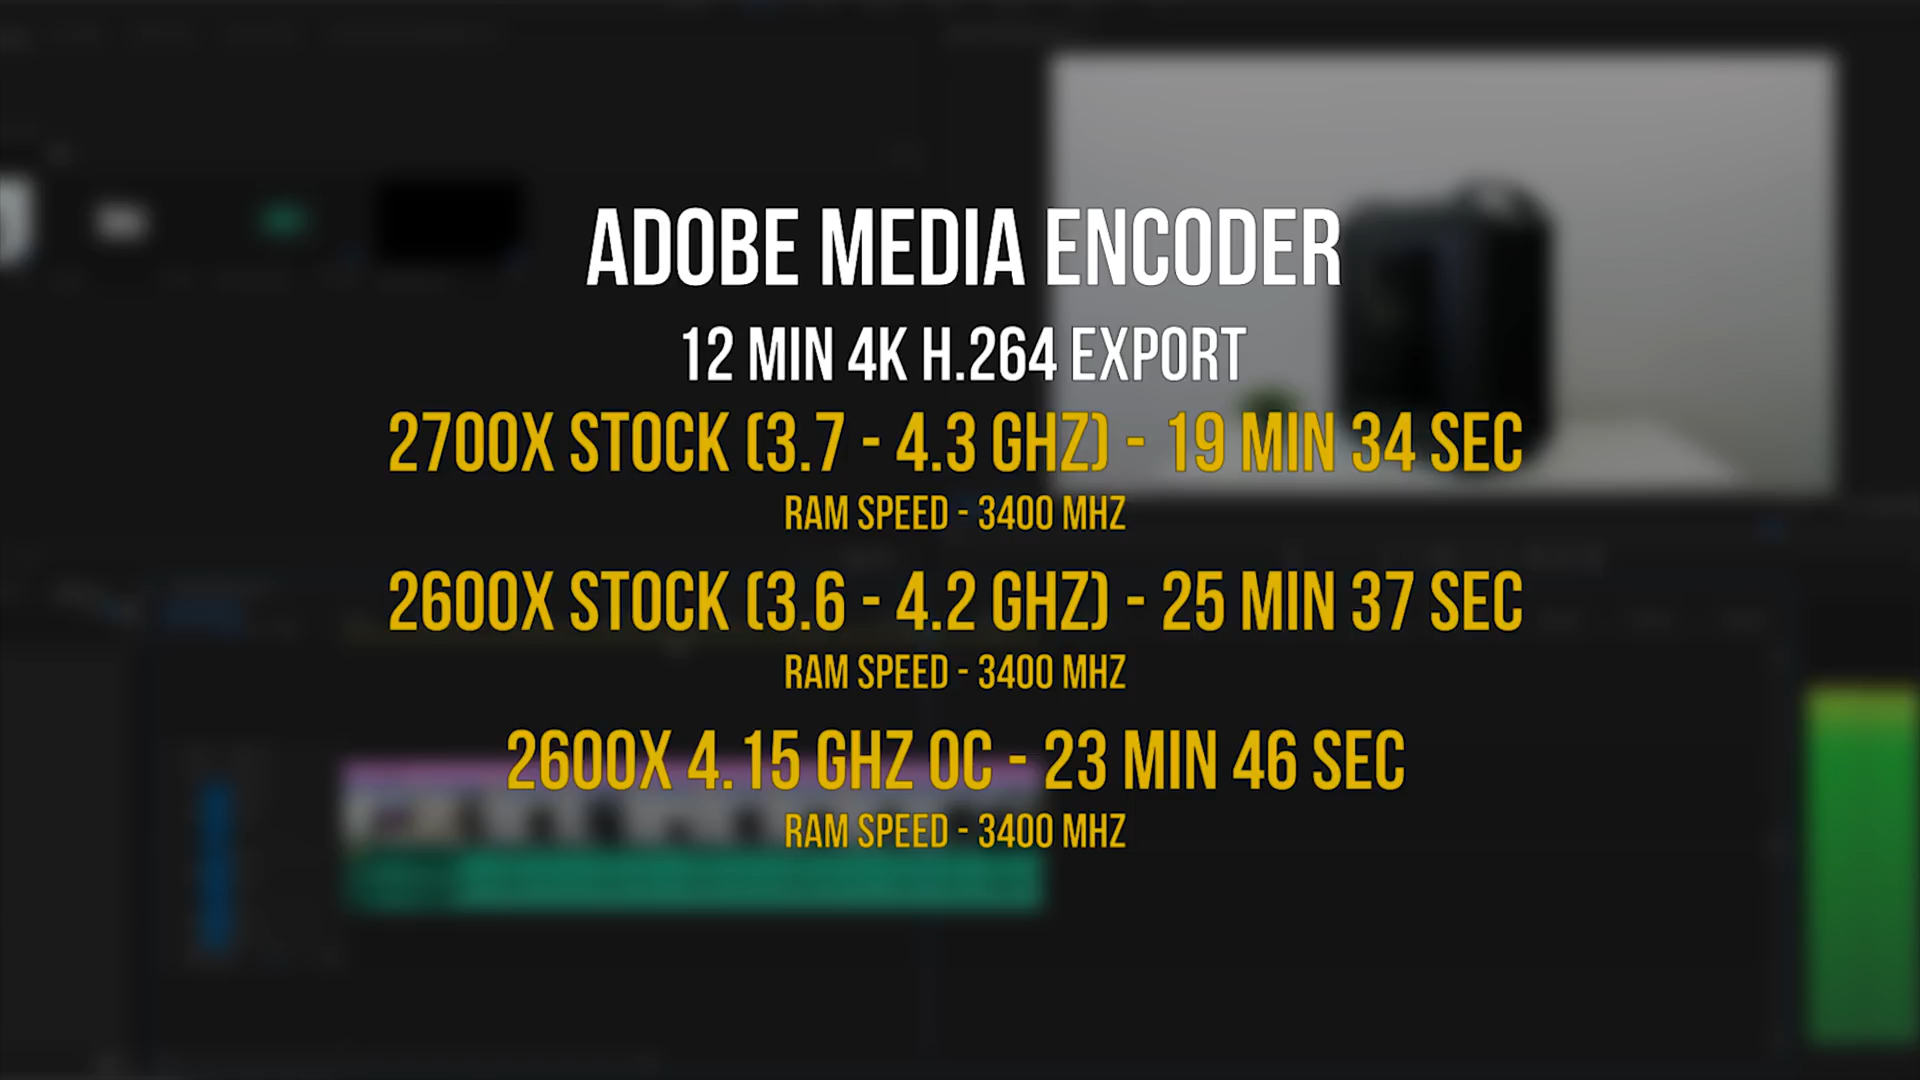 ADOBE MEDIA ENCODER
12 MIN 4K H.264 EXPORT
2700X STOCK (3.7 - 4.3 GHZ) - 19 MIN 34 SEC
RAM SPEED - 3400 MHZ
2600X STOCK (3.6 - 4.2 GHZ) - 25 MIN 37 SEC
RAM SPEED - 3400 MHZ
2600X 4.15 GHZ OC - 23 MIN 46 SEC
RAM SPEED - 3400 MHZ